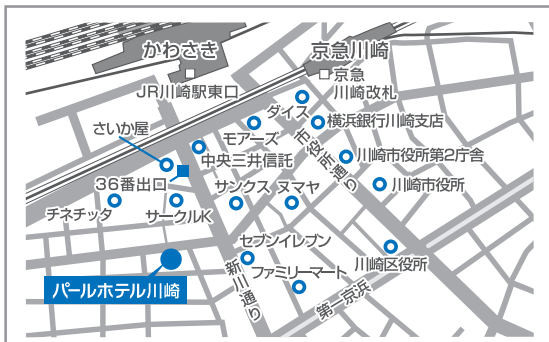 かわさき
京急川崎
JR川崎駅東口
京急
川崎改札
ダイス
さいか屋
モアーズ
横浜銀行川崎支店
中央三井信託
市役所通り
川崎市役所第2庁舎
36番出口
サンクス
ヌマヤ
川崎市役所
チネチッタ
サークルK
セブンイレブン
川崎区役所
新川通り
ファミリーマート
パールホテル川崎
第一京浜